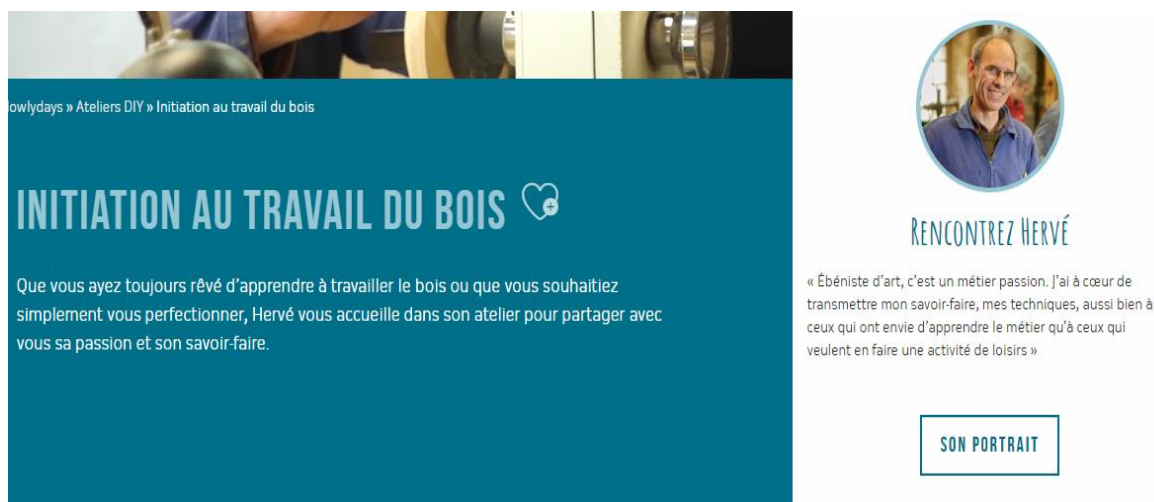 owlydays » Ateliers DIY » Initiation au travail du bois
INITIATION AU TRAVAIL DU BOIS
Que vous ayez toujours rêvé d'apprendre à travailler le bois ou que vous souhaitiez
simplement vous perfectionner, Hervé vous accueille dans son atelier pour partager avec
vous sa passion et son savoir-faire.
RENCONTREZ HERVÉ
« Ébéniste d'art, c'est un métier passion. J'ai à cœur de
transmettre mon savoir-faire, mes techniques, aussi bien à
ceux qui ont envie d'apprendre le métier qu'à ceux qui
veulent en faire une activité de loisirs »
SON PORTRAIT